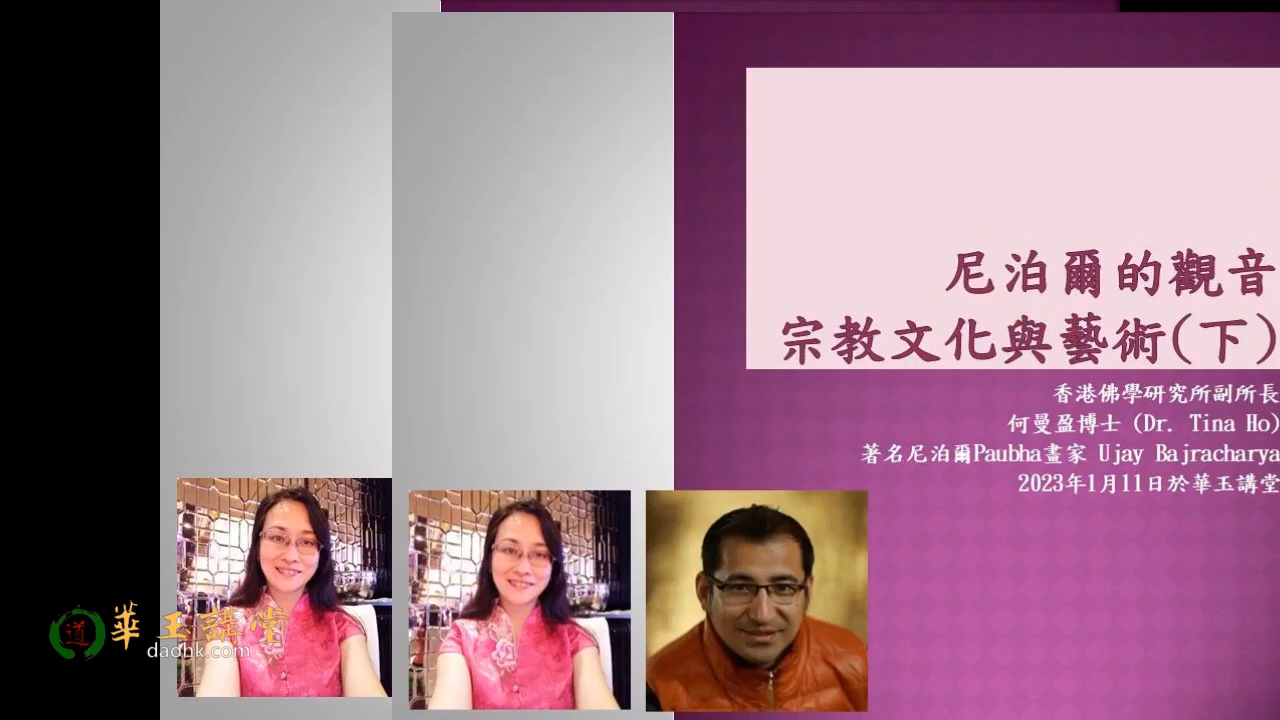 尼泊爾的觀音
宗教文化與藝術(下)
香港佛學研究所副所長
何曼盈博士 (Dr. Tina Ho)
著名尼泊爾Paubha畫家 Ujay Bajracharya
2023年1月11日於華玉講堂
道
華玉講堂
daohk.com